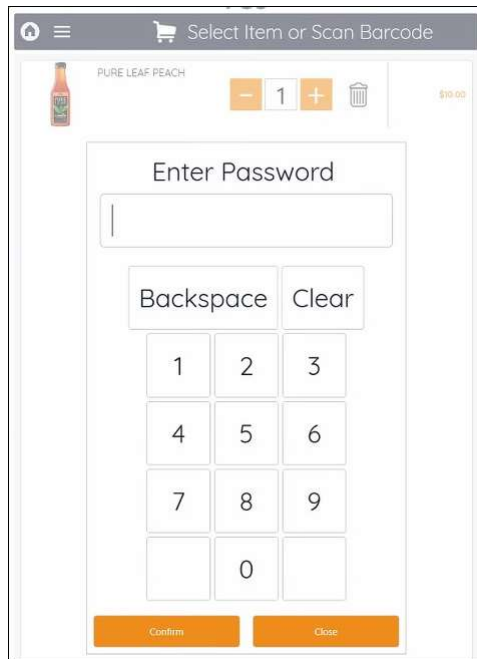 Select Item or Scan Barcode
PURE LEAF PEACH
- 1 +
$10.00
Enter Password
Backspace Clear
1 2 3
4 5 6
7 8 9
0
Confirm Close